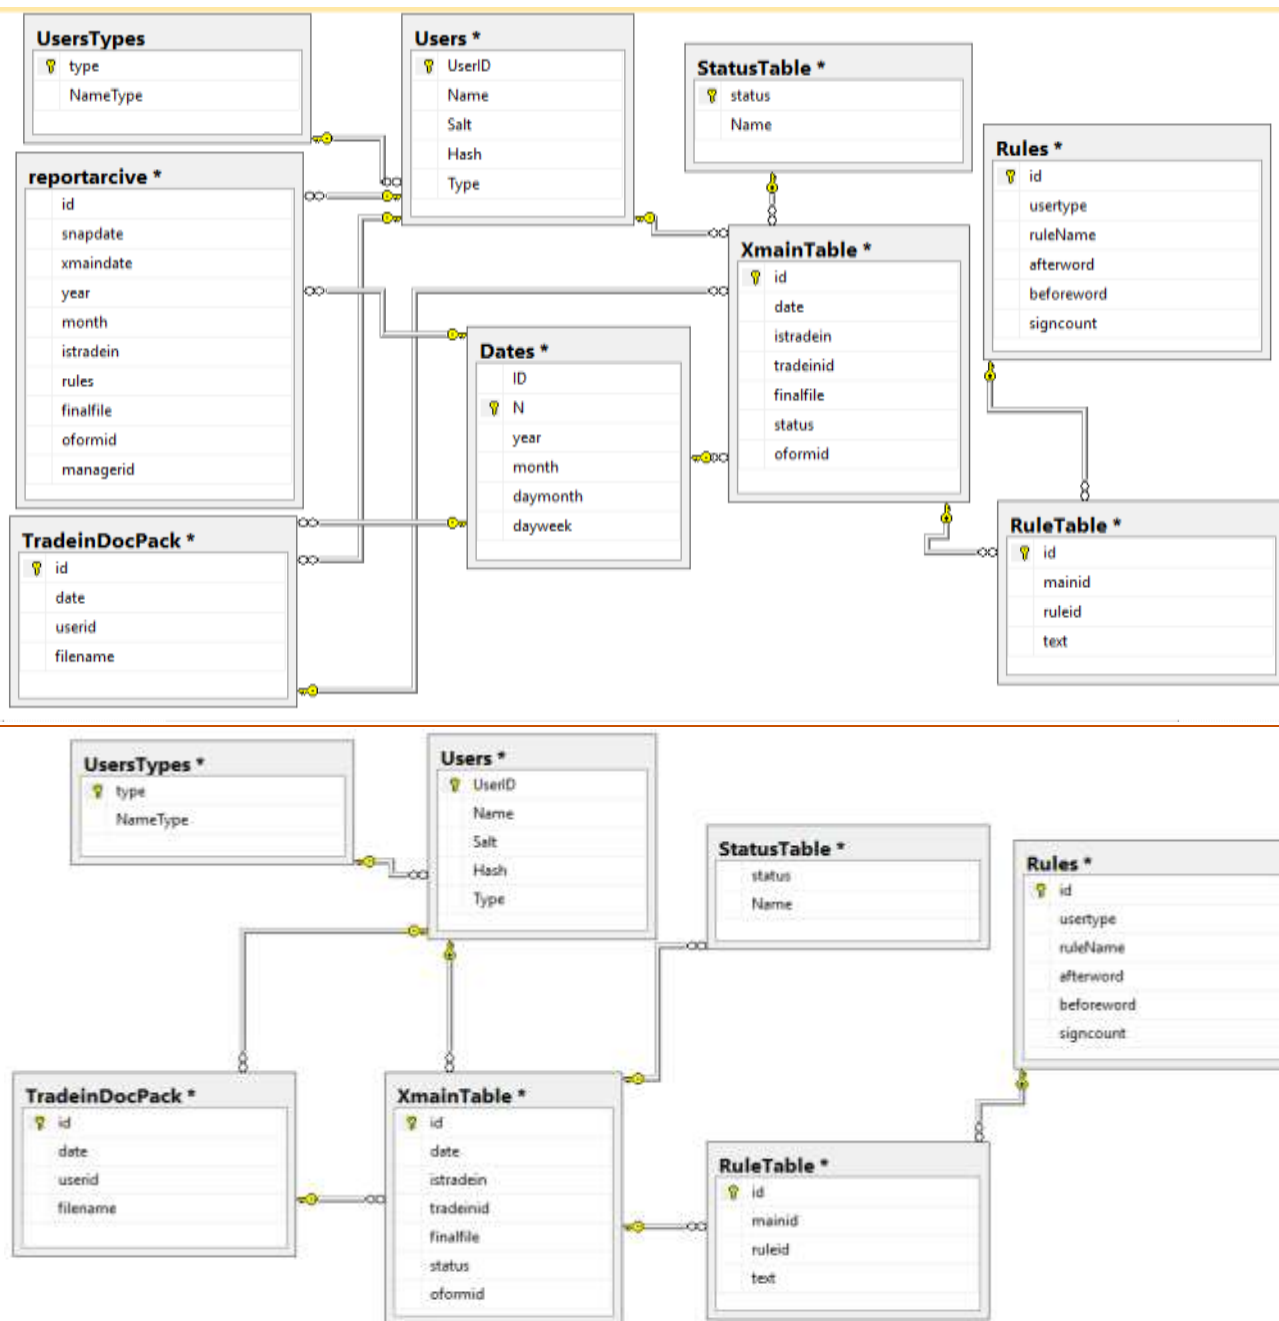 UsersTypes
type
NameType
Users *
UserID
Name
Salt
Hash
Type
StatusTable *
status
Name
Rules *
id
usertype
ruleName
afterword
beforeword
signcount
reportarcive *
id
snapdate
xmaindate
year
month
istradein
rules
finalfile
oformid
managerid
XmainTable *
id
date
istradein
tradeinid
finalfile
status
oformid
Dates *
ID
N
year
month
daymonth
dayweek
TradeinDocPack *
id
date
userid
filename
RuleTable *
id
mainid
ruleid
text
UsersTypes *
type
NameType
Users *
UserID
Name
Salt
Hash
Type
StatusTable *
status
Name
Rules *
id
usertype
ruleName
afterword
beforeword
signcount
TradeinDocPack *
id
date
userid
filename
XmainTable *
id
date
istradein
tradeinid
finalfile
status
oformid
RuleTable *
id
mainid
ruleid
text